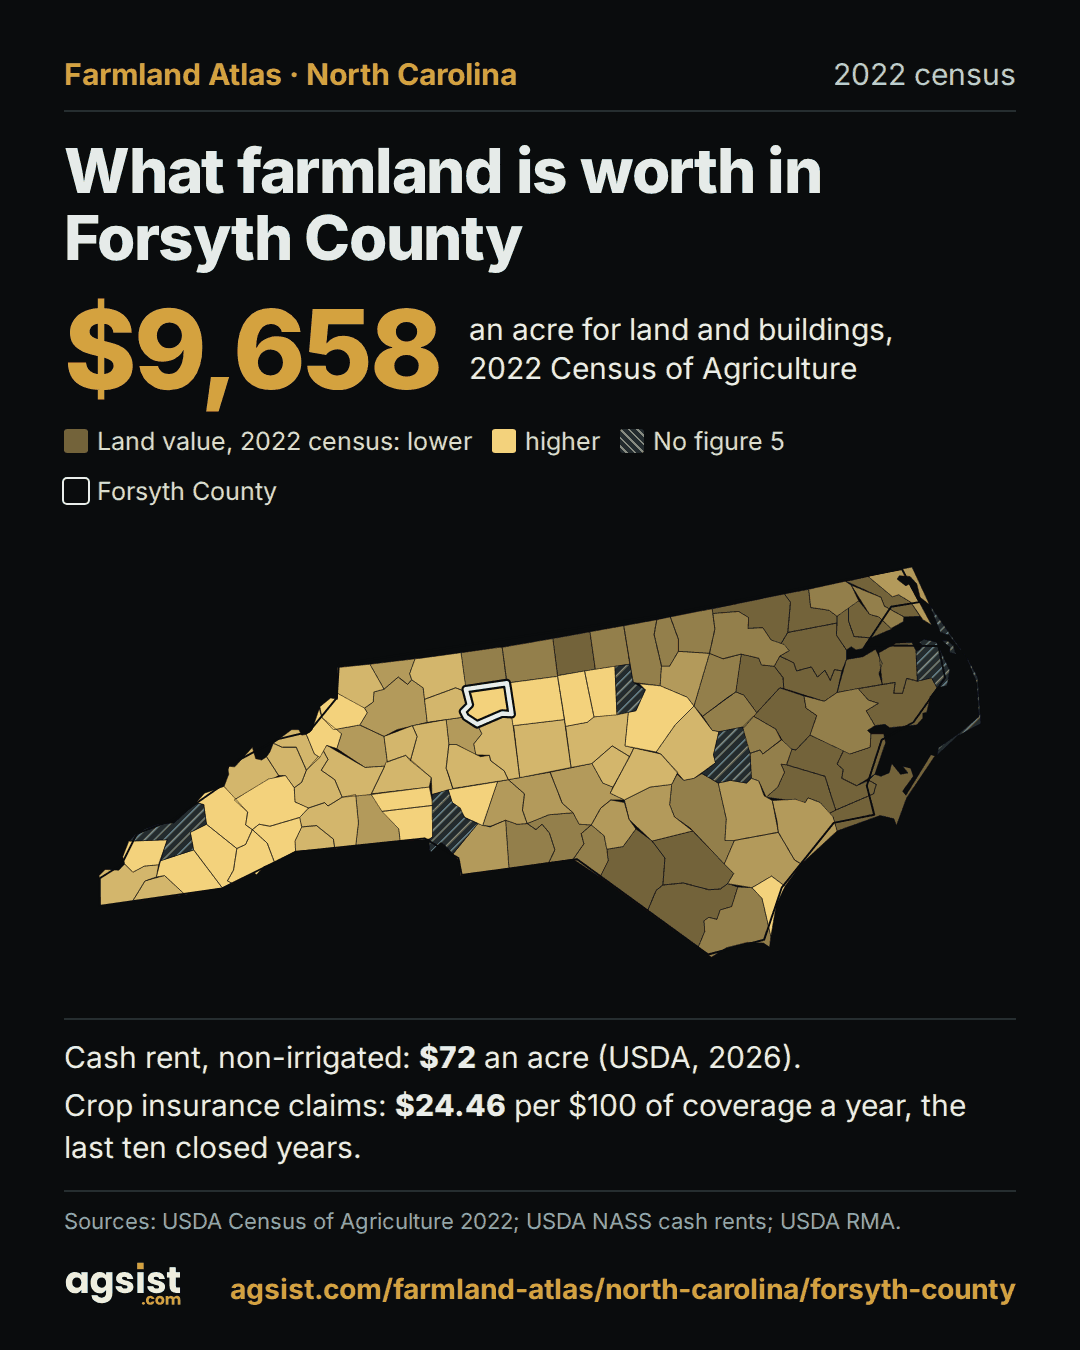 Farmland Atlas · North Carolina
2022 census
What farmland is worth in
Forsyth County
$9,658
an acre for land and buildings,
2022 Census of Agriculture
Land value, 2022 census: lower
higher
No figure 5
Forsyth County
Cash rent, non-irrigated: $72 an acre (USDA, 2026).
Crop insurance claims: $24.46 per $100 of coverage a year, the
last ten closed years.
Sources: USDA Census of Agriculture 2022; USDA NASS cash rents; USDA RMA.
agsist
.com
agsist.com/farmland-atlas/north-carolina/forsyth-county